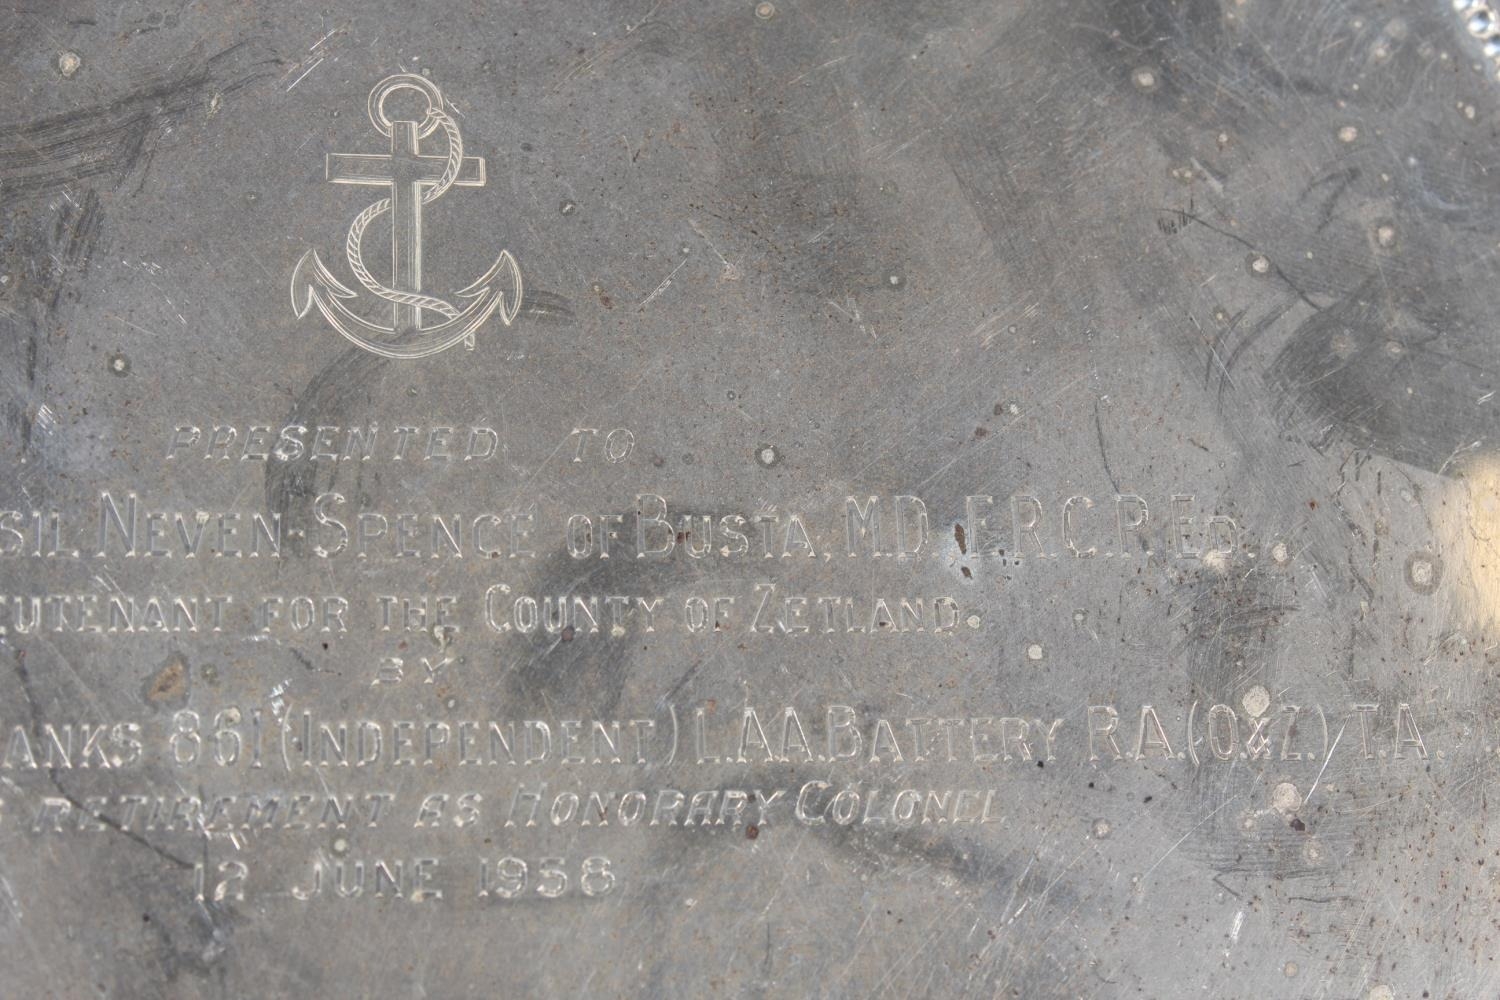 PRESENTED TO
SIL. NEVEN-SPENCE OF BUSTA, M.D. F.R.C.P. ED.
EUTENANT FOR THE COUNTY OF ZETLAND.
BY
ANKS 861 (INDEPENDENT) L.AA. BATTERY R.A. (O&Z.) T.A.
RETIREMENT AS HONORARY COLONEL
12 JUNE 1958